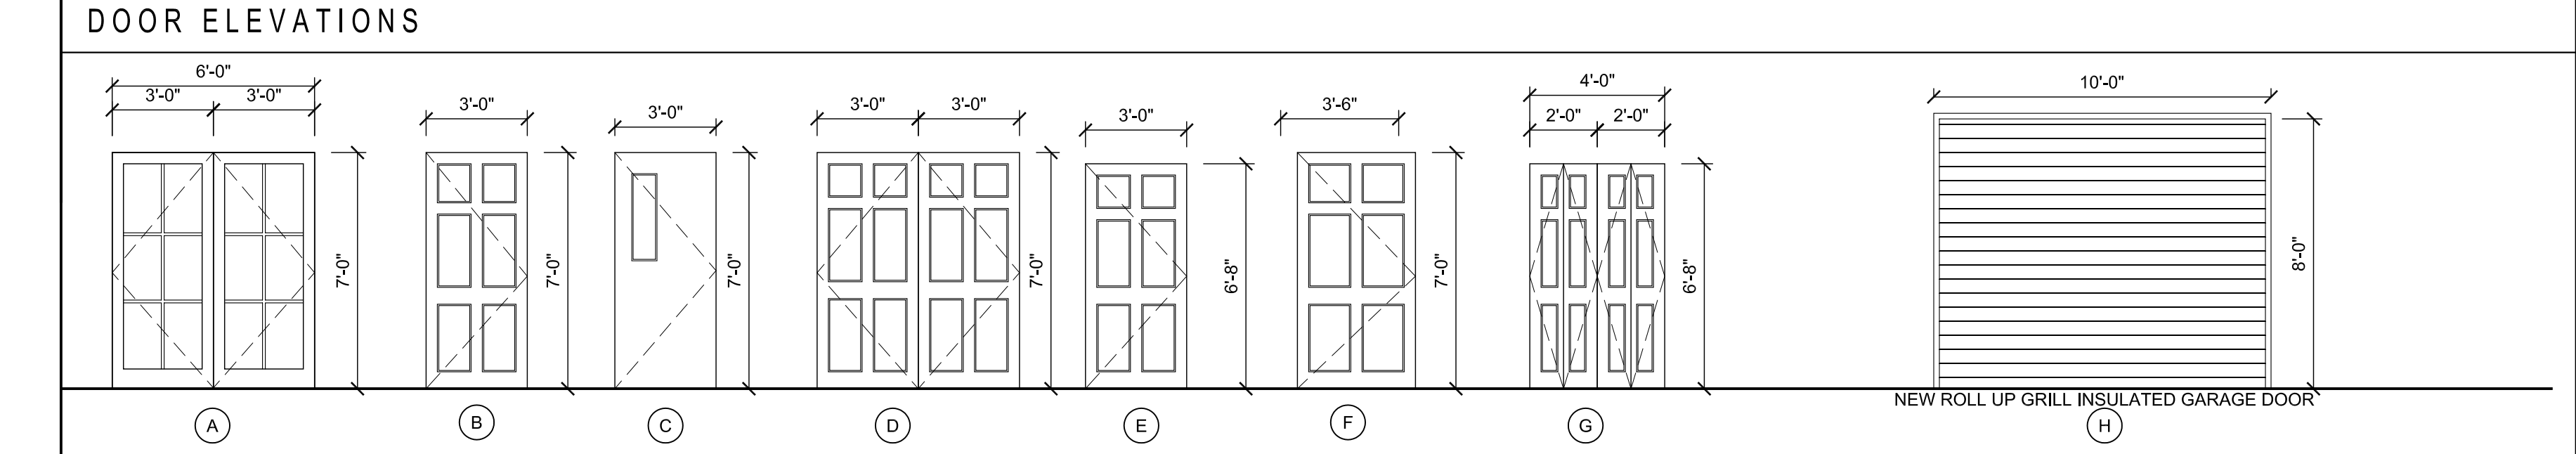 DOOR ELEVATIONS
6'-0"
3'-0" 3'-0"
7'-0"
A
3'-0"
7'-0"
B
3'-0"
7'-0"
C
3'-0" 3'-0"
7'-0"
D
3'-0"
6'-8"
E
3'-6"
7'-0"
F
4'-0"
2'-0" 2'-0"
6'-8"
G
10'-0"
8'-0"
NEW ROLL UP GRILL INSULATED GARAGE DOOR
H